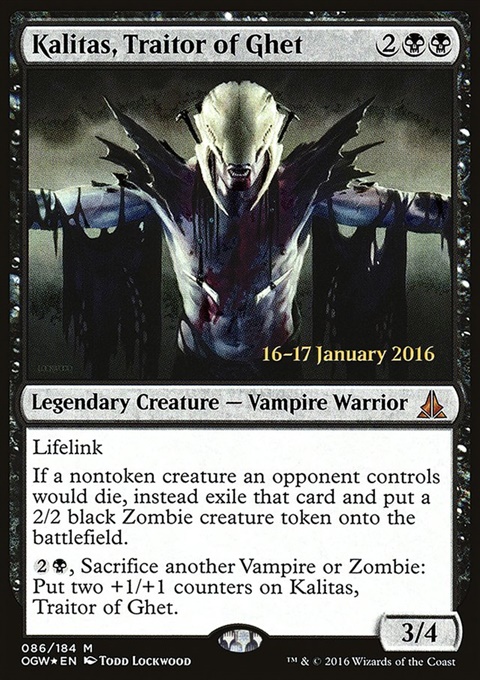 Kalitas, Traitor of Ghet 2
LOCKWOOD
16–17 January 2016
Legendary Creature — Vampire Warrior
Lifelink
If a nontoken creature an opponent controls
would die, instead exile that card and put a
2/2 black Zombie creature token onto the
battlefield.
2, Sacrifice another Vampire or Zombie:
Put two +1/+1 counters on Kalitas,
Traitor of Ghet.
3/4
086/184 M
OGW★EN Todd Lockwood
™ & © 2016 Wizards of the Coast